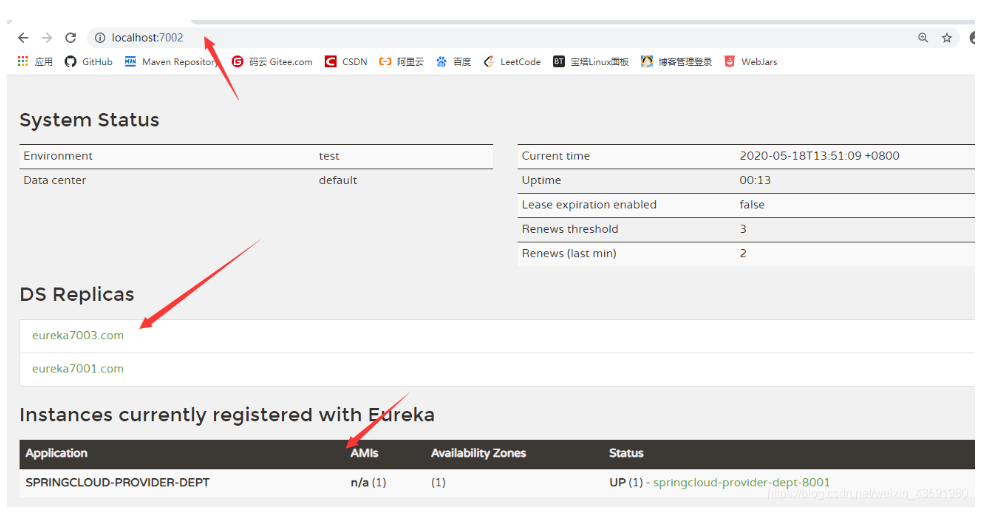 localhost:7002
应用 GitHub Maven Repository 码云 Gitee.com CSDN 阿里云 百度 LeetCode BT 宝塔Linux面板 博客管理登录 WebJars
System Status
Environment test
Data center default
Current time 2020-05-18T13:51:09 +0800
Uptime 00:13
Lease expiration enabled false
Renews threshold 3
Renews (last min) 2
DS Replicas
eureka7003.com
eureka7001.com
Instances currently registered with Eureka
Application AMIs Availability Zones Status
SPRINGCLOUD-PROVIDER-DEPT n/a (1) (1) UP (1) - springcloud-provider-dept-8001
https://blog.csdn.net/weixin_43591980